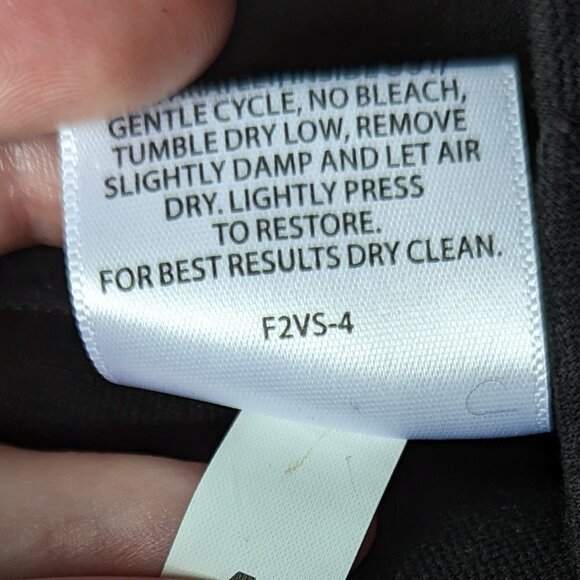 GENTLE CYCLE, NO BLEACH,
TUMBLE DRY LOW, REMOVE
SLIGHTLY DAMP AND LET AIR
DRY. LIGHTLY PRESS
TO RESTORE.
FOR BEST RESULTS DRY CLEAN.
F2VS-4